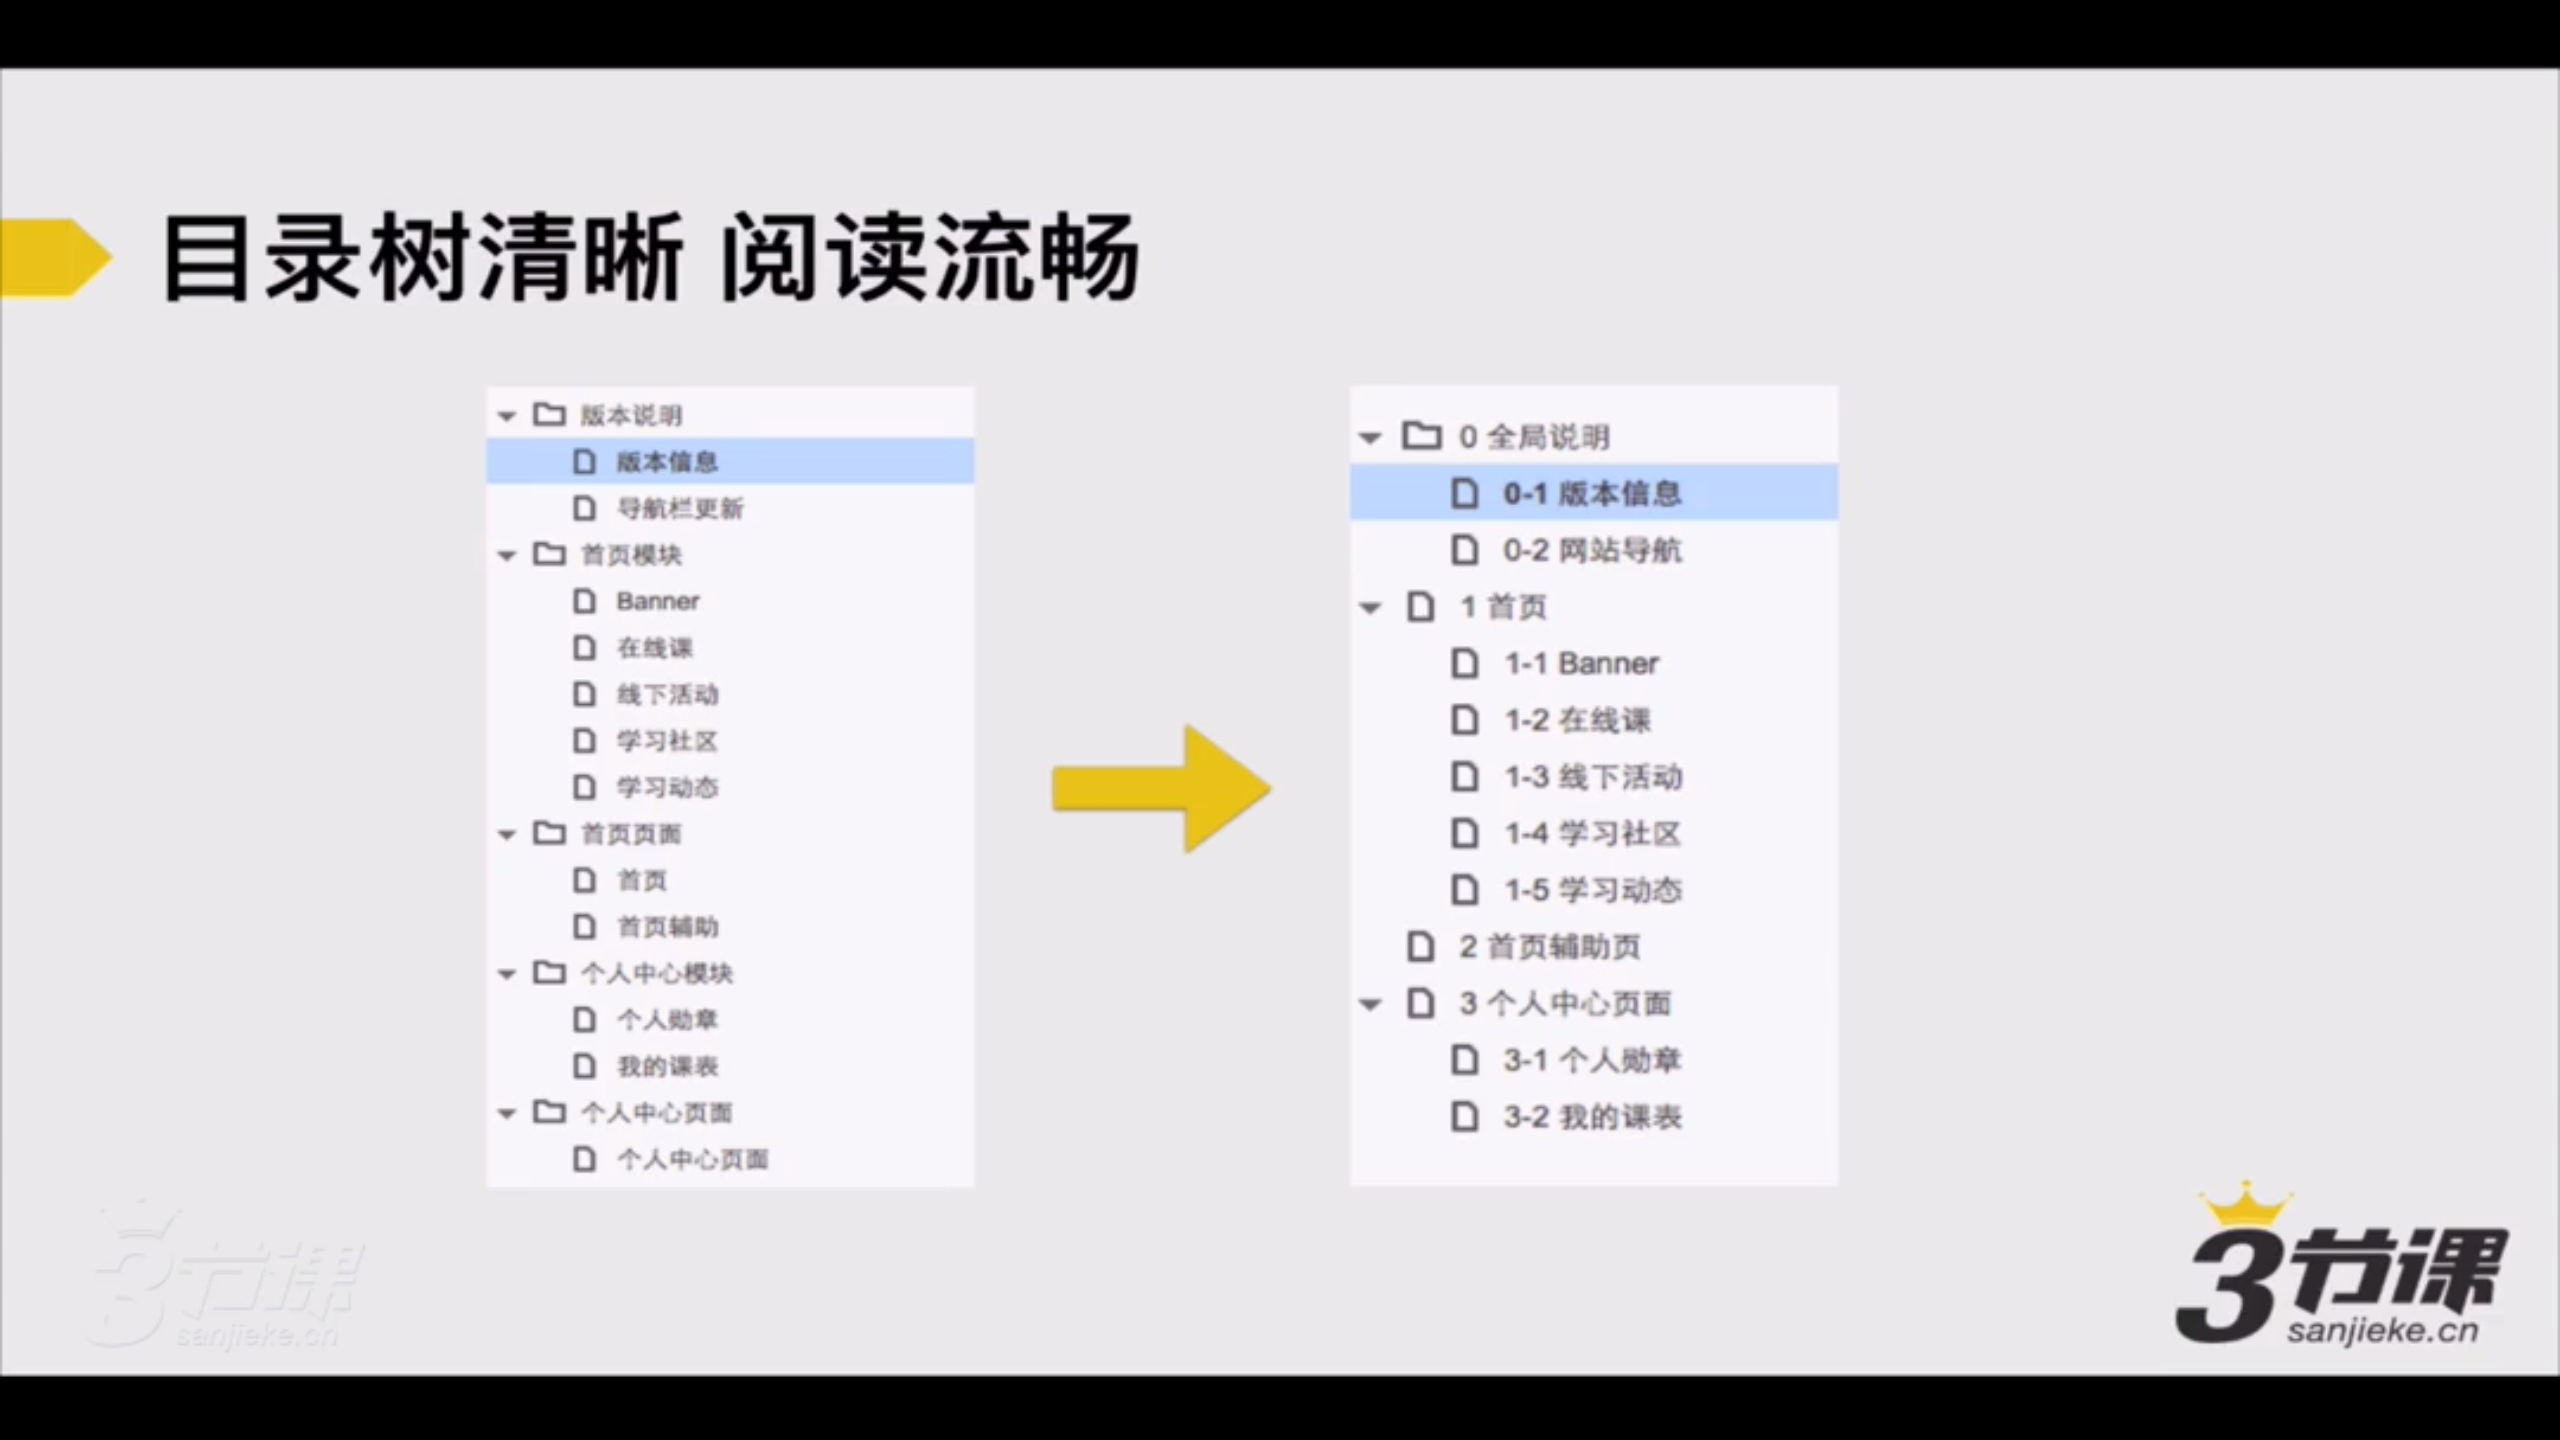 目录树清晰 阅读流畅
版本说明
版本信息
导航栏更新
首页模块
Banner
在线课
线下活动
学习社区
学习动态
首页页面
首页
首页辅助
个人中心模块
个人勋章
我的课表
个人中心页面
个人中心页面
0 全局说明
0-1 版本信息
0-2 网站导航
1 首页
1-1 Banner
1-2 在线课
1-3 线下活动
1-4 学习社区
1-5 学习动态
2 首页辅助页
3 个人中心页面
3-1 个人勋章
3-2 我的课表
3节课
sanjieke.cn
3节课
sanjieke.cn